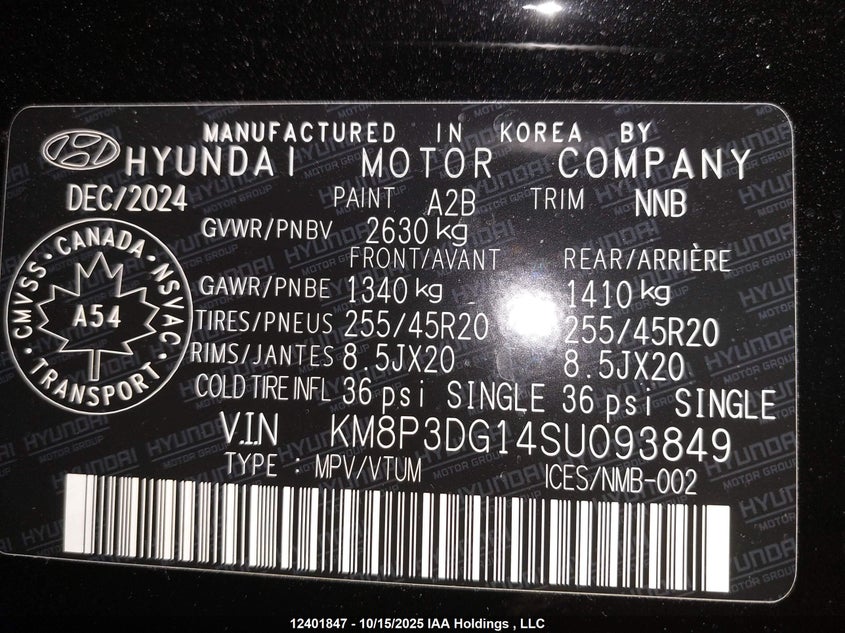 MANUFACTURED IN KOREA BY
HYUNDAI MOTOR COMPANY
DEC/2024 PAINT A2B TRIM NNB
GVWR/PNBV 2630 kg
FRONT/AVANT REAR/ARRIÈRE
GAWR/PNBE 1340 kg 1410 kg
TIRES/PNEUS 255/45R20 255/45R20
RIMS/JANTES 8.5JX20 8.5JX20
COLD TIRE INFL 36 psi SINGLE 36 psi SINGLE
V.I.N KM8P3DG14SU093849
TYPE : MPV/VTUM ICES/NMB-002
CANADA · NSVAC · TRANSPORT · CMVSS ·
A54
12401847 - 10/15/2025 IAA Holdings , LLC